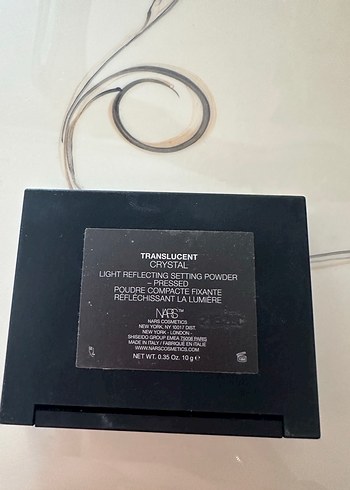 TRANSLUCENT
CRYSTAL
LIGHT REFLECTING SETTING POWDER
– PRESSED
POUDRE COMPACTE FIXANTE
RÉFLÉCHISSANT LA LUMIÈRE
NARS™
NARS COSMETICS
NEW YORK, NY 10017 DIST.
NEW YORK - LONDON -
SHISEIDO GROUP EMEA 75008 PARIS
MADE IN ITALY / FABRIQUÉ EN ITALIE
WWW.NARSCOSMETICS.COM
NET WT. 0.35 Oz. 10 g ℮